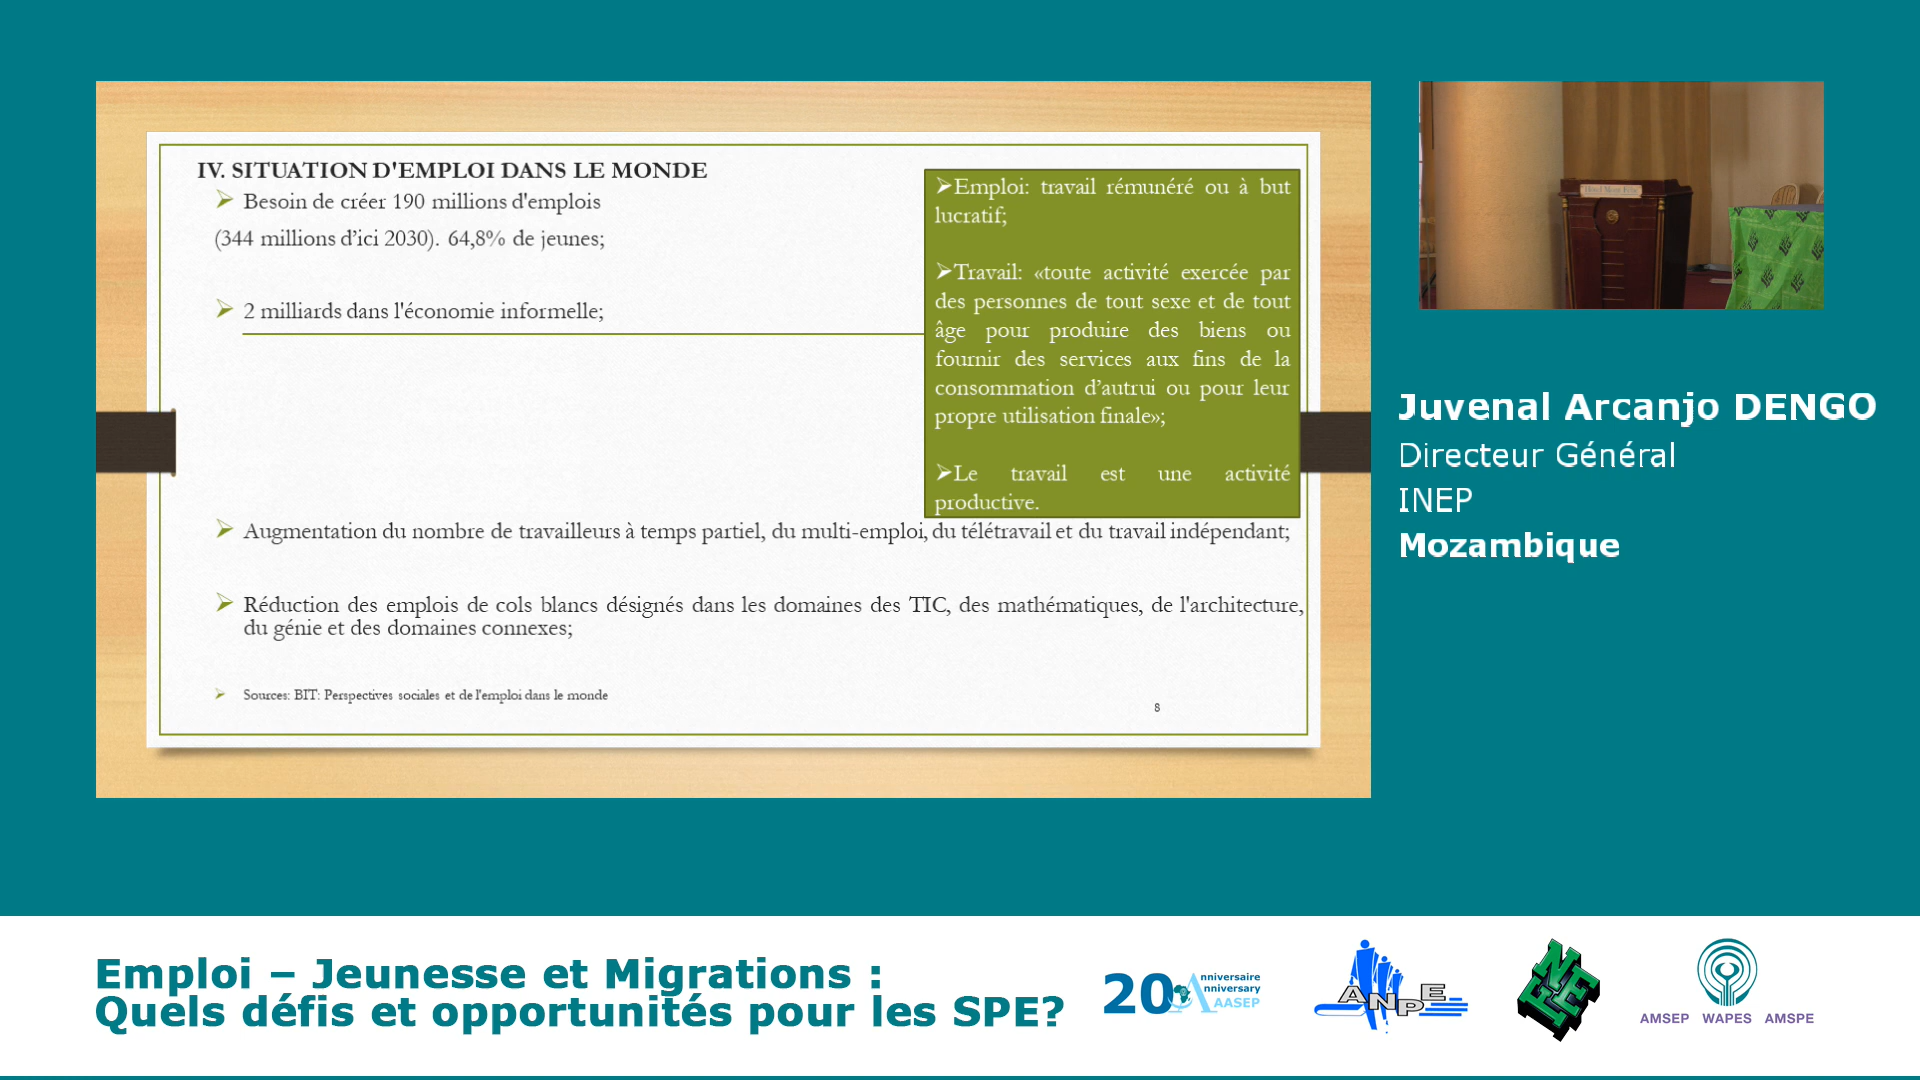 IV. SITUATION D'EMPLOI DANS LE MONDE
➢ Besoin de créer 190 millions d'emplois
(344 millions d’ici 2030). 64,8% de jeunes;
➢ 2 milliards dans l'économie informelle;
➢Emploi: travail rémunéré ou à but
lucratif;
➢Travail: «toute activité exercée par
des personnes de tout sexe et de tout
âge pour produire des biens ou
fournir des services aux fins de la
consommation d’autrui ou pour leur
propre utilisation finale»;
➢Le travail est une activité
productive.
➢ Augmentation du nombre de travailleurs à temps partiel, du multi-emploi, du télétravail et du travail indépendant;
➢ Réduction des emplois de cols blancs désignés dans les domaines des TIC, des mathématiques, de l'architecture,
du génie et des domaines connexes;
➢ Sources: BIT: Perspectives sociales et de l'emploi dans le monde
8
Juvenal Arcanjo DENGO
Directeur Général
INEP
Mozambique
Emploi – Jeunesse et Migrations :
Quels défis et opportunités pour les SPE?
20 Anniversaire
Anniversary
AASEP
ANPE
NEEF
AMSEP WAPES AMSPE